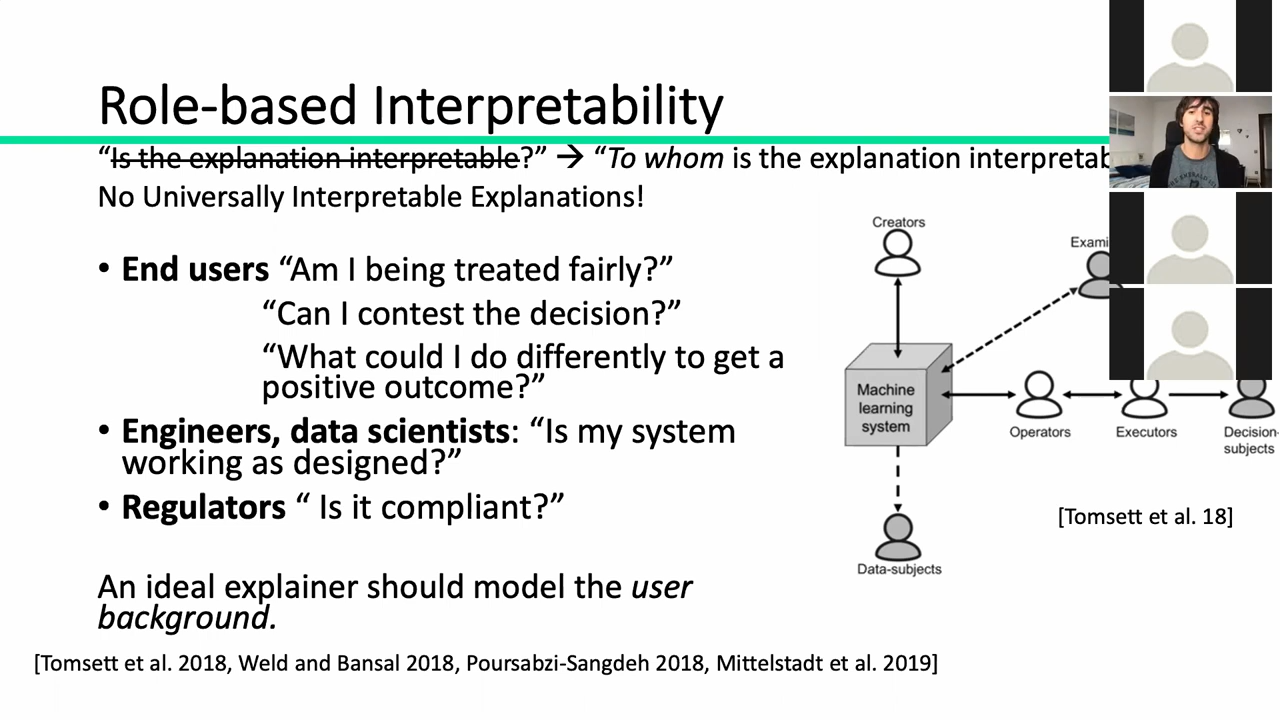 Role-based Interpretability
“Is the explanation interpretable?” → “To whom is the explanation interpretab
No Universally Interpretable Explanations!
• End users “Am I being treated fairly?”
“Can I contest the decision?”
“What could I do differently to get a
positive outcome?”
• Engineers, data scientists: “Is my system
working as designed?”
• Regulators “ Is it compliant?”
An ideal explainer should model the user
background.
[Tomsett et al. 2018, Weld and Bansal 2018, Poursabzi-Sangdeh 2018, Mittelstadt et al. 2019]
Creators
Exami
Machine
learning
system
Operators
Executors
Decision-
subjects
Data-subjects
[Tomsett et al. 18]